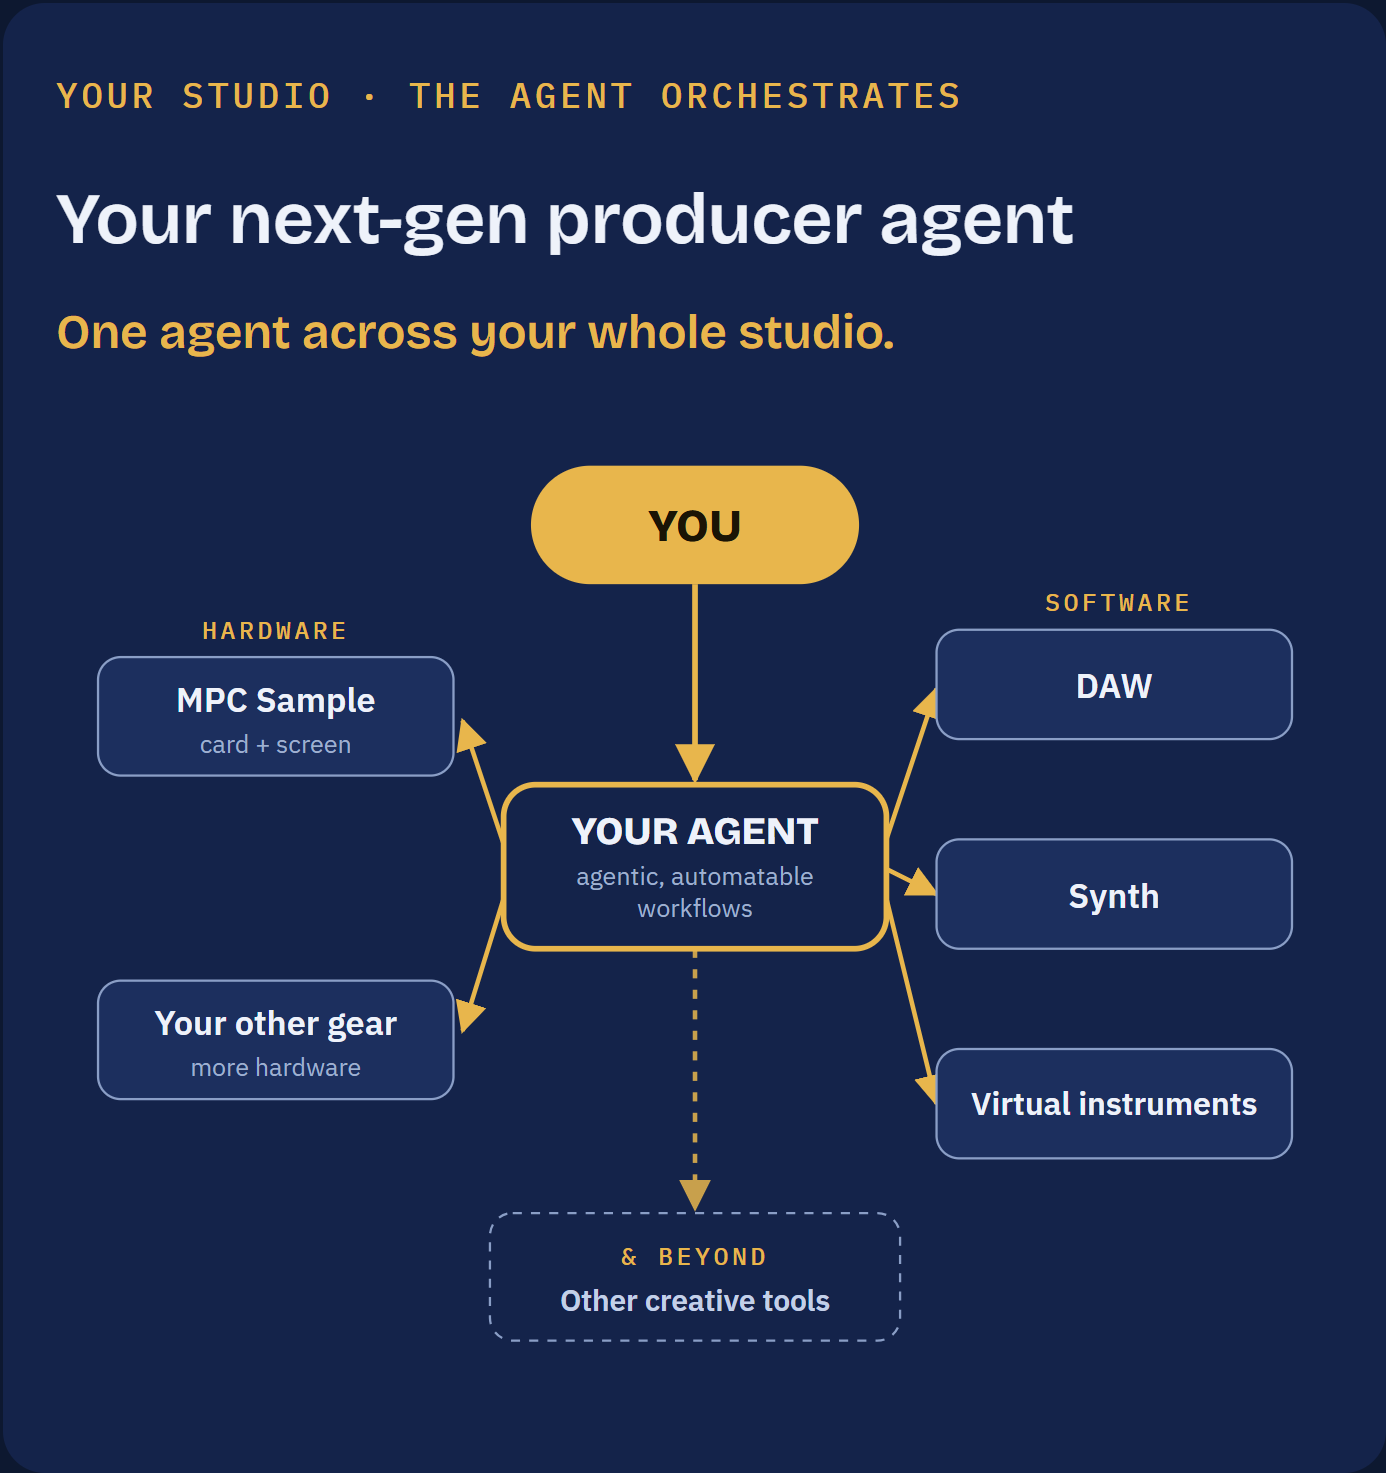 YOUR STUDIO · THE AGENT ORCHESTRATES
Your next-gen producer agent
One agent across your whole studio.
YOU
HARDWARE
MPC Sample
card + screen
Your other gear
more hardware
YOUR AGENT
agentic, automatable
workflows
SOFTWARE
DAW
Synth
Virtual instruments
& BEYOND
Other creative tools